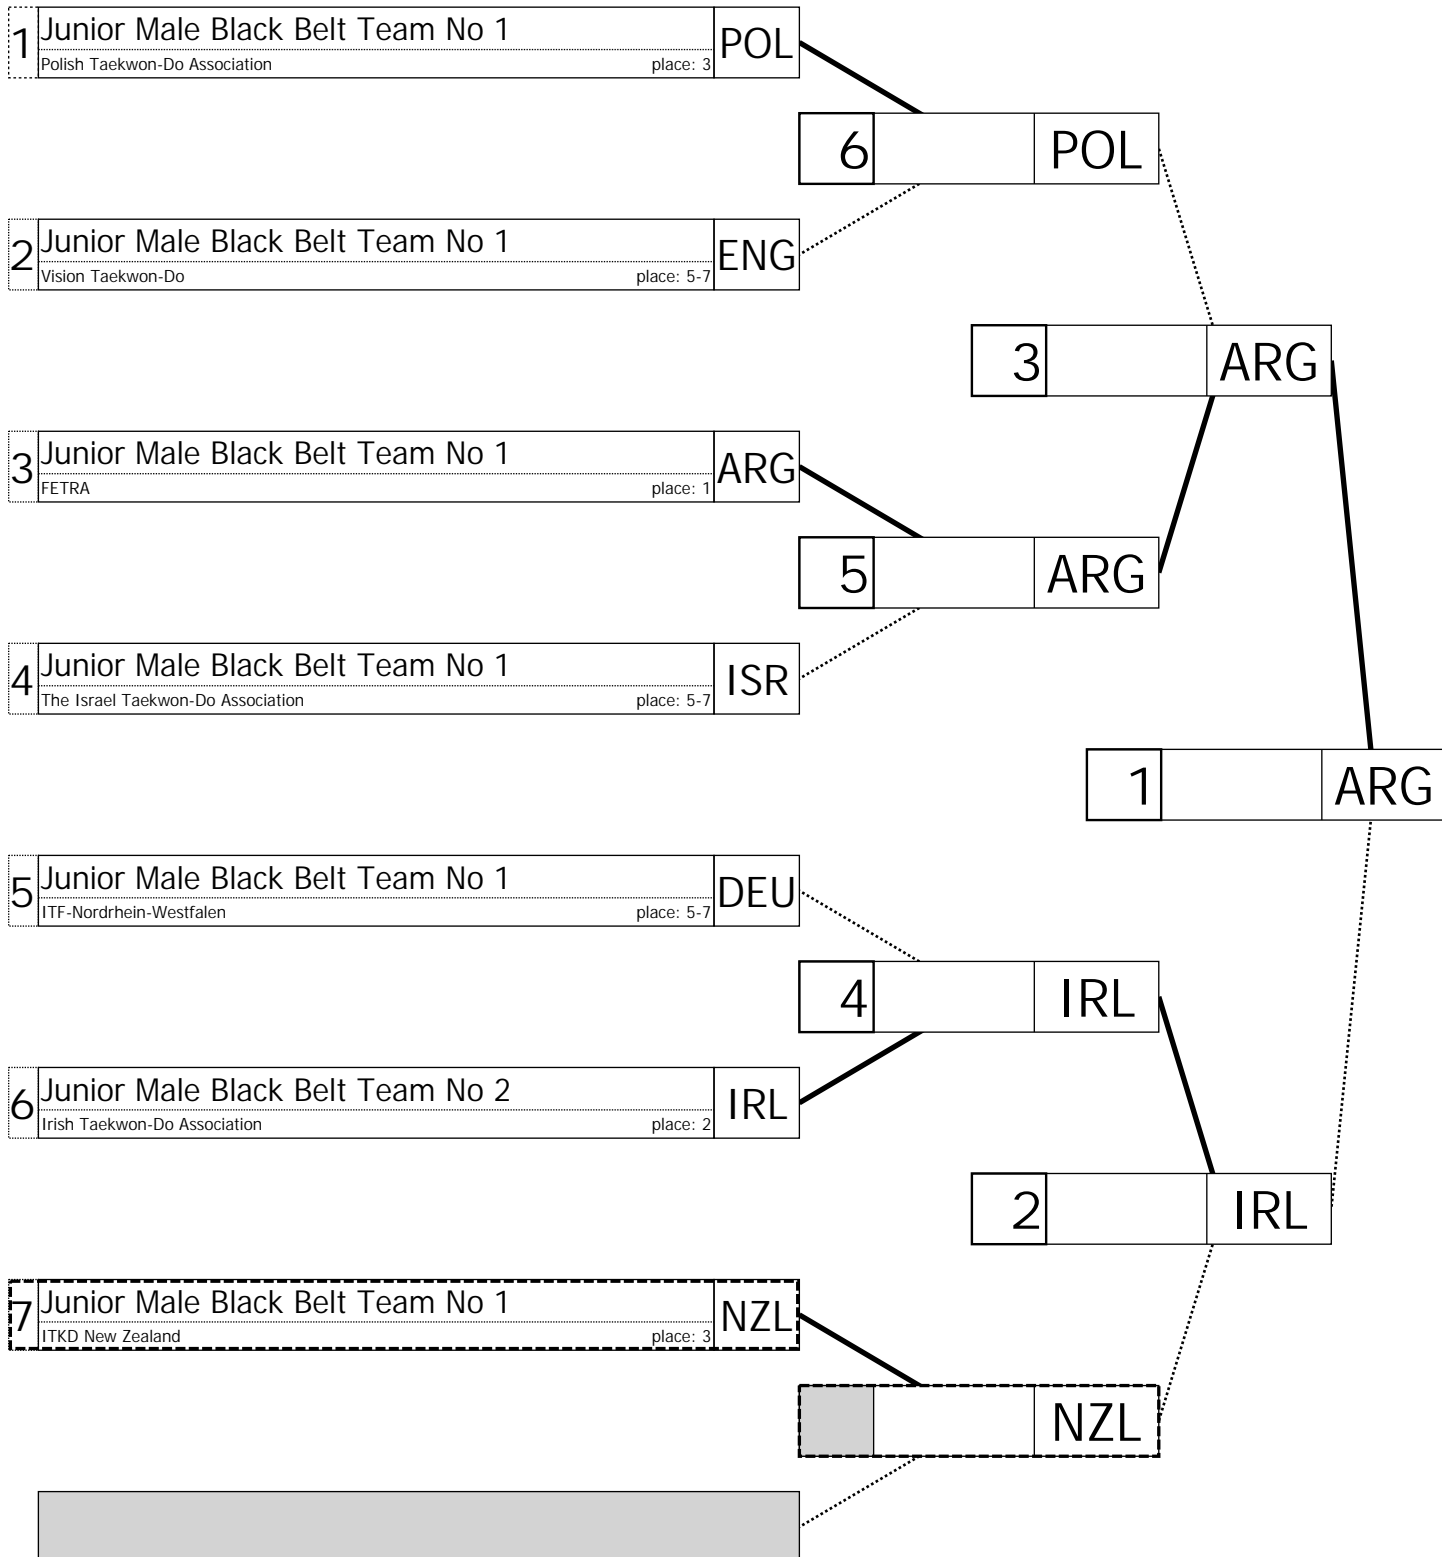 1
Junior Male Black Belt Team No 1
POL
Polish Taekwon-Do Association
place: 3
6
POL
2
Junior Male Black Belt Team No 1
ENG
Vision Taekwon-Do
place: 5-7
3
ARG
3
Junior Male Black Belt Team No 1
ARG
FETRA
place: 1
5
ARG
4
Junior Male Black Belt Team No 1
ISR
The Israel Taekwon-Do Association
place: 5-7
1
ARG
5
Junior Male Black Belt Team No 1
DEU
ITF-Nordrhein-Westfalen
place: 5-7
4
IRL
6
Junior Male Black Belt Team No 2
IRL
Irish Taekwon-Do Association
place: 2
2
IRL
7
Junior Male Black Belt Team No 1
NZL
ITKD New Zealand
place: 3
NZL